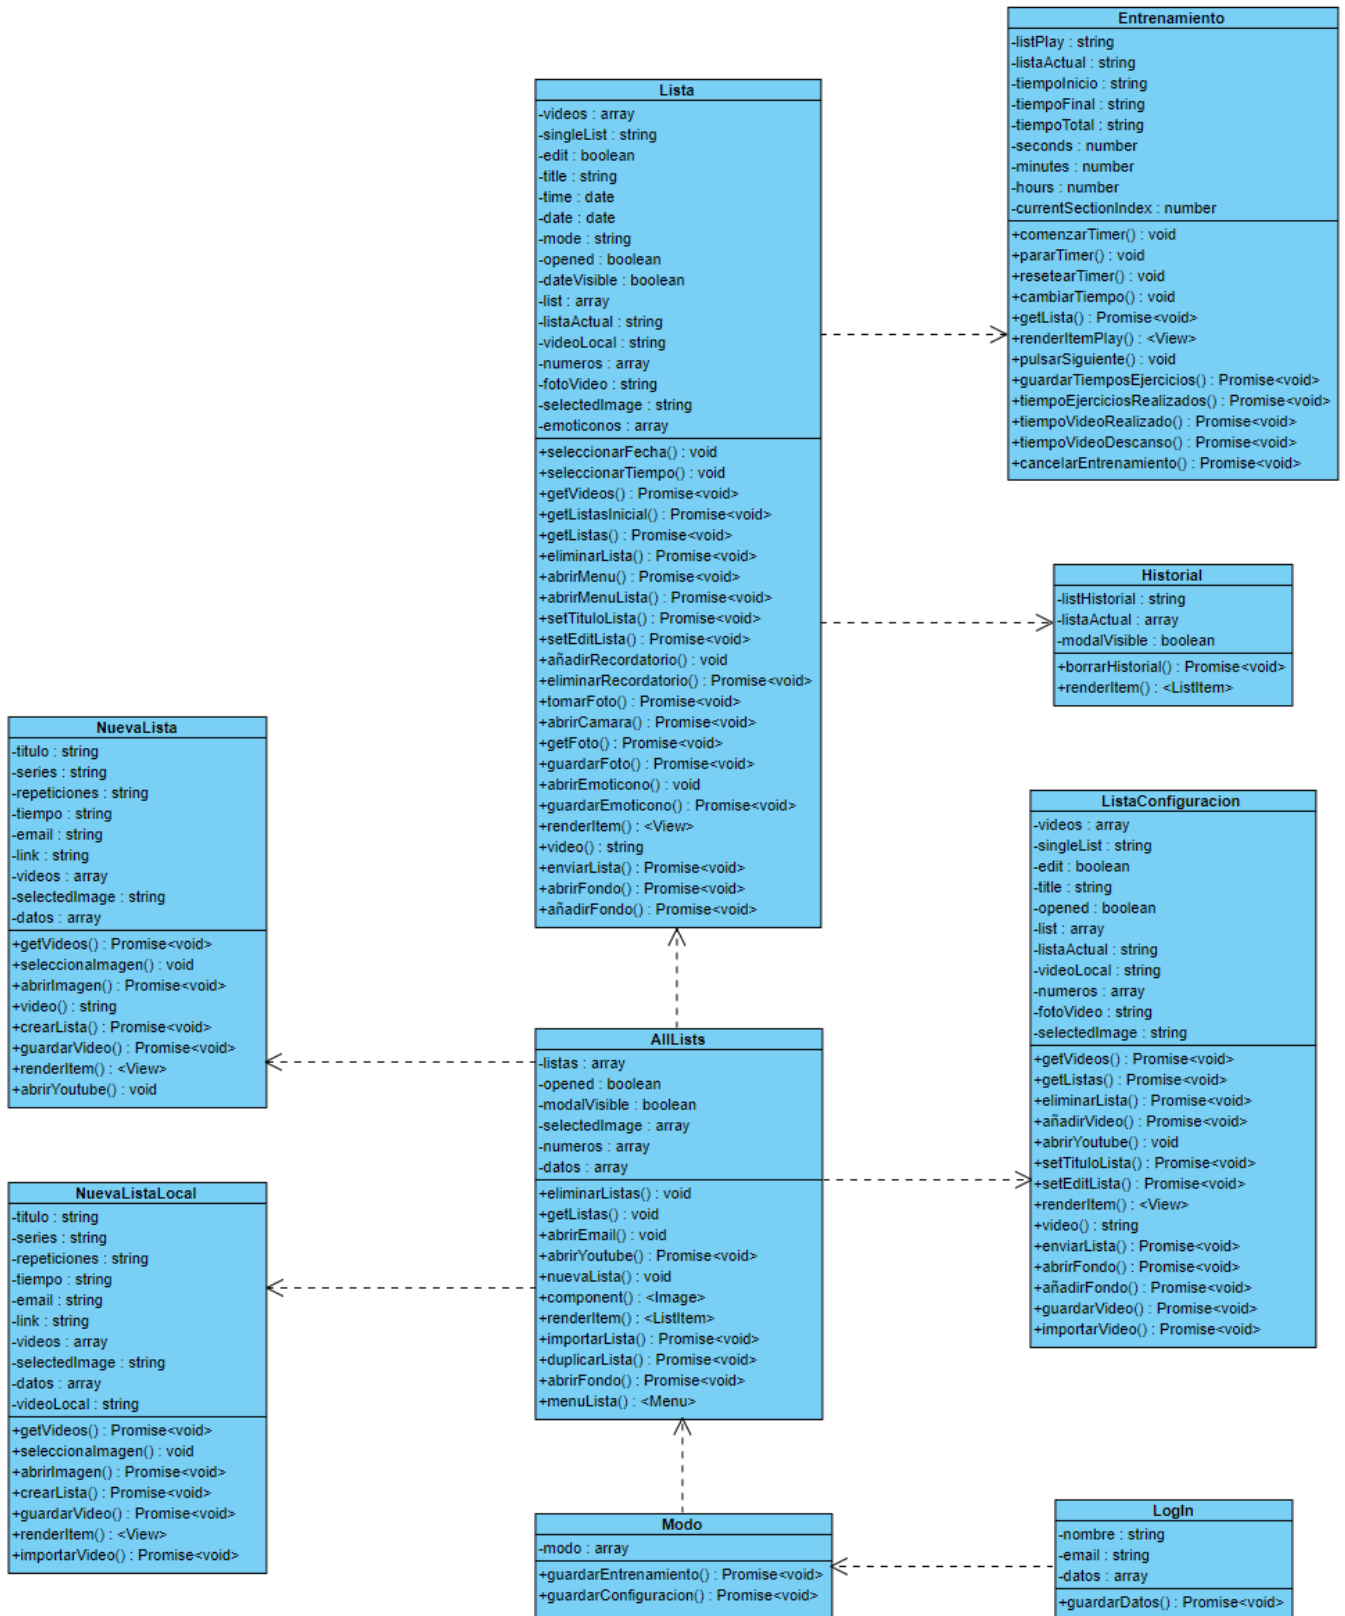 Entrenamiento
-listPlay : string
-listaActual : string
-tiempoInicio : string
-tiempoFinal : string
-tiempoTotal : string
-seconds : number
-minutes : number
-hours : number
-currentSectionIndex : number
+comenzarTimer() : void
+pararTimer() : void
+resetearTimer() : void
+cambiarTiempo() : void
+getLista() : Promise<void>
+renderItemPlay() : <View>
+pulsarSiguiente() : void
+guardarTiemposEjercicios() : Promise<void>
+tiempoEjerciciosRealizados() : Promise<void>
+tiempoVideoRealizado() : Promise<void>
+tiempoVideoDescanso() : Promise<void>
+cancelarEntrenamiento() : Promise<void>
Lista
-videos : array
-singleList : string
-edit : boolean
-title : string
-time : date
-date : date
-mode : string
-opened : boolean
-dateVisible : boolean
-list : array
-listaActual : string
-videoLocal : string
-numeros : array
-fotoVideo : string
-selectedImage : string
-emoticonos : array
+seleccionarFecha() : void
+seleccionarTiempo() : void
+getVideos() : Promise<void>
+getListasInicial() : Promise<void>
+getListas() : Promise<void>
+eliminarLista() : Promise<void>
+abrirMenu() : Promise<void>
+abrirMenuLista() : Promise<void>
+setTituloLista() : Promise<void>
+setEditLista() : Promise<void>
+añadirRecordatorio() : void
+eliminarRecordatorio() : Promise<void>
+tomarFoto() : Promise<void>
+abrirCamara() : Promise<void>
+getFoto() : Promise<void>
+guardarFoto() : Promise<void>
+abrirEmoticono() : void
+guardarEmoticono() : Promise<void>
+renderItem() : <View>
+video() : string
+enviarLista() : Promise<void>
+abrirFondo() : Promise<void>
+añadirFondo() : Promise<void>
Historial
-listHistorial : string
-listaActual : array
-modalVisible : boolean
+borrarHistorial() : Promise<void>
+renderItem() : <ListItem>
NuevaLista
-titulo : string
-series : string
-repeticiones : string
-tiempo : string
-email : string
-link : string
-videos : array
-selectedImage : string
-datos : array
+getVideos() : Promise<void>
+seleccionaImagen() : void
+abrirImagen() : Promise<void>
+video() : string
+crearLista() : Promise<void>
+guardarVideo() : Promise<void>
+renderItem() : <View>
+abrirYoutube() : void
ListaConfiguracion
-videos : array
-singleList : string
-edit : boolean
-title : string
-opened : boolean
-list : array
-listaActual : string
-videoLocal : string
-numeros : array
-fotoVideo : string
-selectedImage : string
+getVideos() : Promise<void>
+getListas() : Promise<void>
+eliminarLista() : Promise<void>
+añadirVideo() : Promise<void>
+abrirYoutube() : void
+setTituloLista() : Promise<void>
+setEditLista() : Promise<void>
+renderItem() : <View>
+video() : string
+enviarLista() : Promise<void>
+abrirFondo() : Promise<void>
+añadirFondo() : Promise<void>
+guardarVideo() : Promise<void>
+importarVideo() : Promise<void>
AllLists
-listas : array
-opened : boolean
-modalVisible : boolean
-selectedImage : array
-numeros : array
-datos : array
+eliminarListas() : void
+getListas() : void
+abrirEmail() : void
+abrirYoutube() : Promise<void>
+nuevaLista() : void
+component() : <Image>
+renderItem() : <ListItem>
+importarLista() : Promise<void>
+duplicarLista() : Promise<void>
+abrirFondo() : Promise<void>
+menuLista() : <Menu>
NuevaListaLocal
-titulo : string
-series : string
-repeticiones : string
-tiempo : string
-email : string
-link : string
-videos : array
-selectedImage : string
-datos : array
-videoLocal : string
+getVideos() : Promise<void>
+seleccionaImagen() : void
+abrirImagen() : Promise<void>
+crearLista() : Promise<void>
+guardarVideo() : Promise<void>
+renderItem() : <View>
+importarVideo() : Promise<void>
Modo
-modo : array
+guardarEntrenamiento() : Promise<void>
+guardarConfiguracion() : Promise<void>
LogIn
-nombre : string
-email : string
-datos : array
+guardarDatos() : Promise<void>